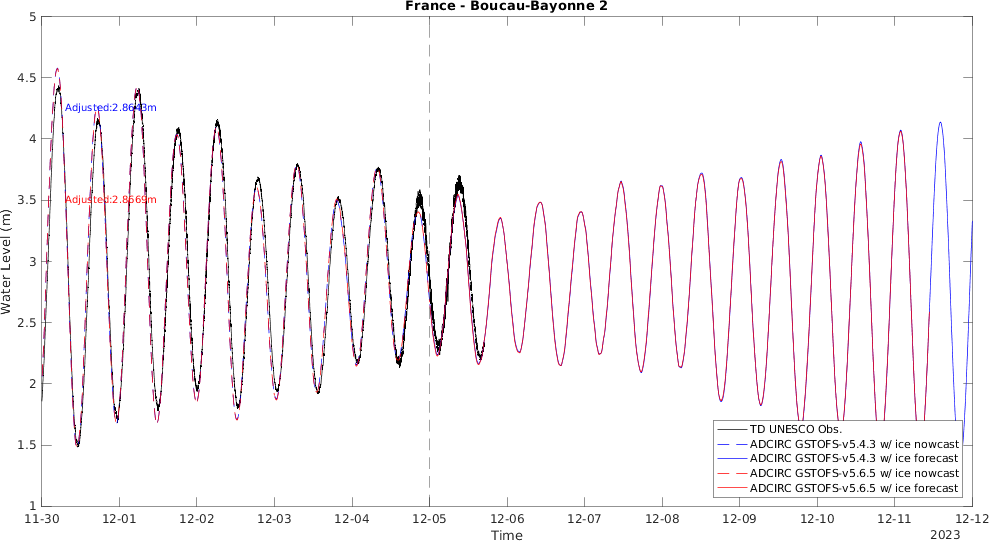 France - Boucau-Bayonne 2
5
4.5
4
3.5
3
2.5
2
1.5
1
Water Level (m)
Adjusted:2.8643m
Adjusted:2.8569m
TD UNESCO Obs.
ADCIRC GSTOFS-v5.4.3 w/ ice nowcast
ADCIRC GSTOFS-v5.4.3 w/ ice forecast
ADCIRC GSTOFS-v5.6.5 w/ ice nowcast
ADCIRC GSTOFS-v5.6.5 w/ ice forecast
11-30 12-01 12-02 12-03 12-04 12-05 12-06 12-07 12-08 12-09 12-10 12-11 12-12
Time
2023